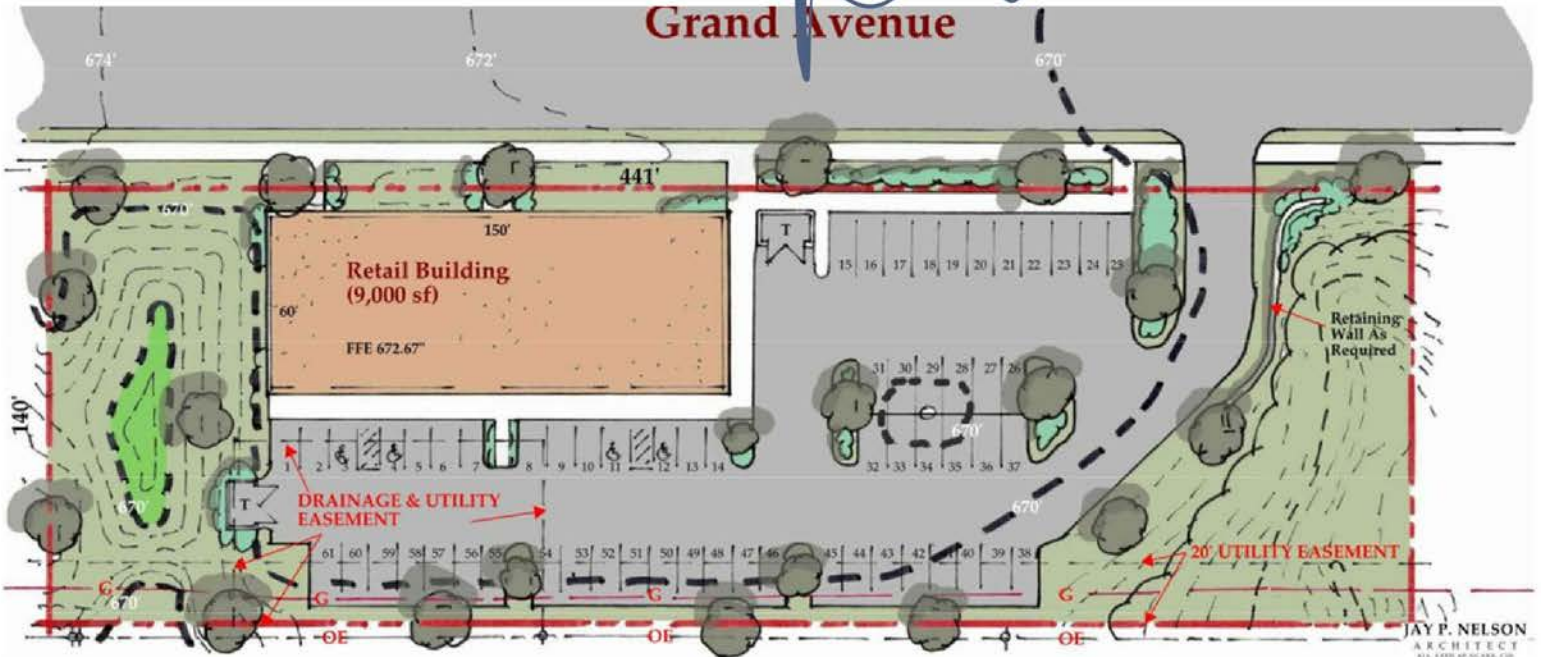 Grand Avenue
674'
672'
670'
441'
670'
150'
T
Retail Building
(9,000 sf)
60'
FFE 672.67"
15 16 17 18 19 20 21 22 23 24 25
Retaining
Wall As
Required
31 30 29 28 27 26
670'
140'
1 2 3 4 5 6 7 8 9 10 11 12 13 14
32 33 34 35 36 37
670'
T
DRAINAGE & UTILITY
EASEMENT
670'
61 60 59 58 57 56 55 54 53 52 51 50 49 48 47 46 45 44 43 42 41 40 39 38
20' UTILITY EASEMENT
G
670'
G
G
G
OE
OE
OE
JAY P. NELSON
ARCHITECT